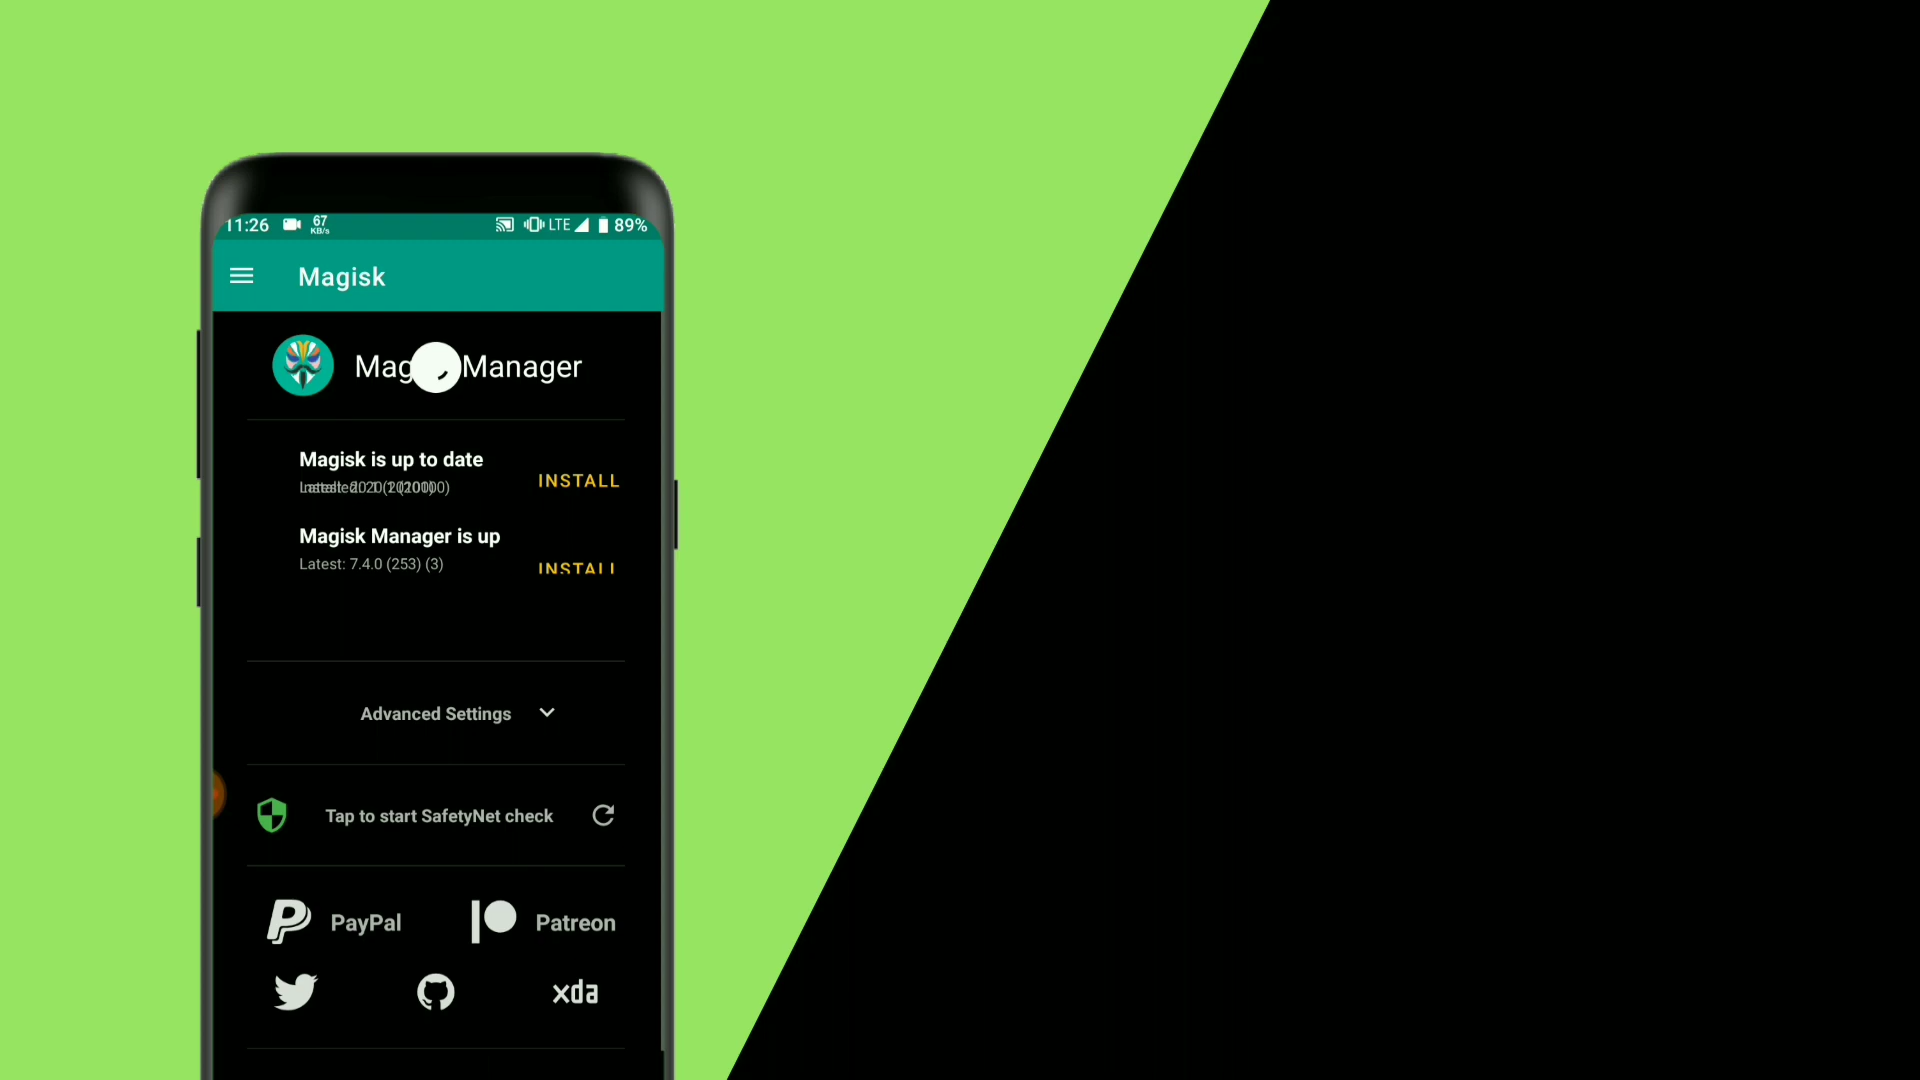 11:26 67 KB/s LTE 89%
Magisk
Manager
Magisk is up to date
INSTALL
Magisk Manager is up
Latest: 7.4.0 (253) (3)
INSTALL
Advanced Settings
Tap to start SafetyNet check
PayPal Patreon
xda